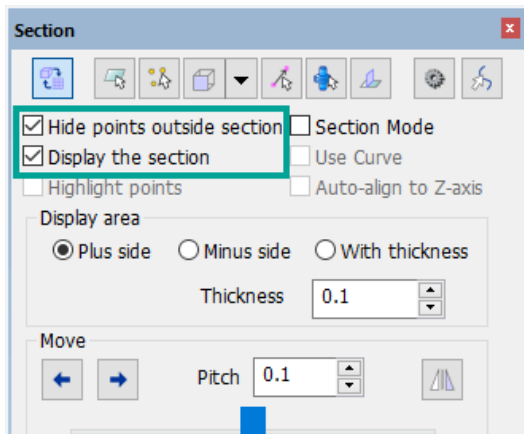 Section
Hide points outside section Section Mode
Display the section Use Curve
Highlight points Auto-align to Z-axis
Display area
Plus side Minus side With thickness
Thickness 0.1
Move
Pitch 0.1